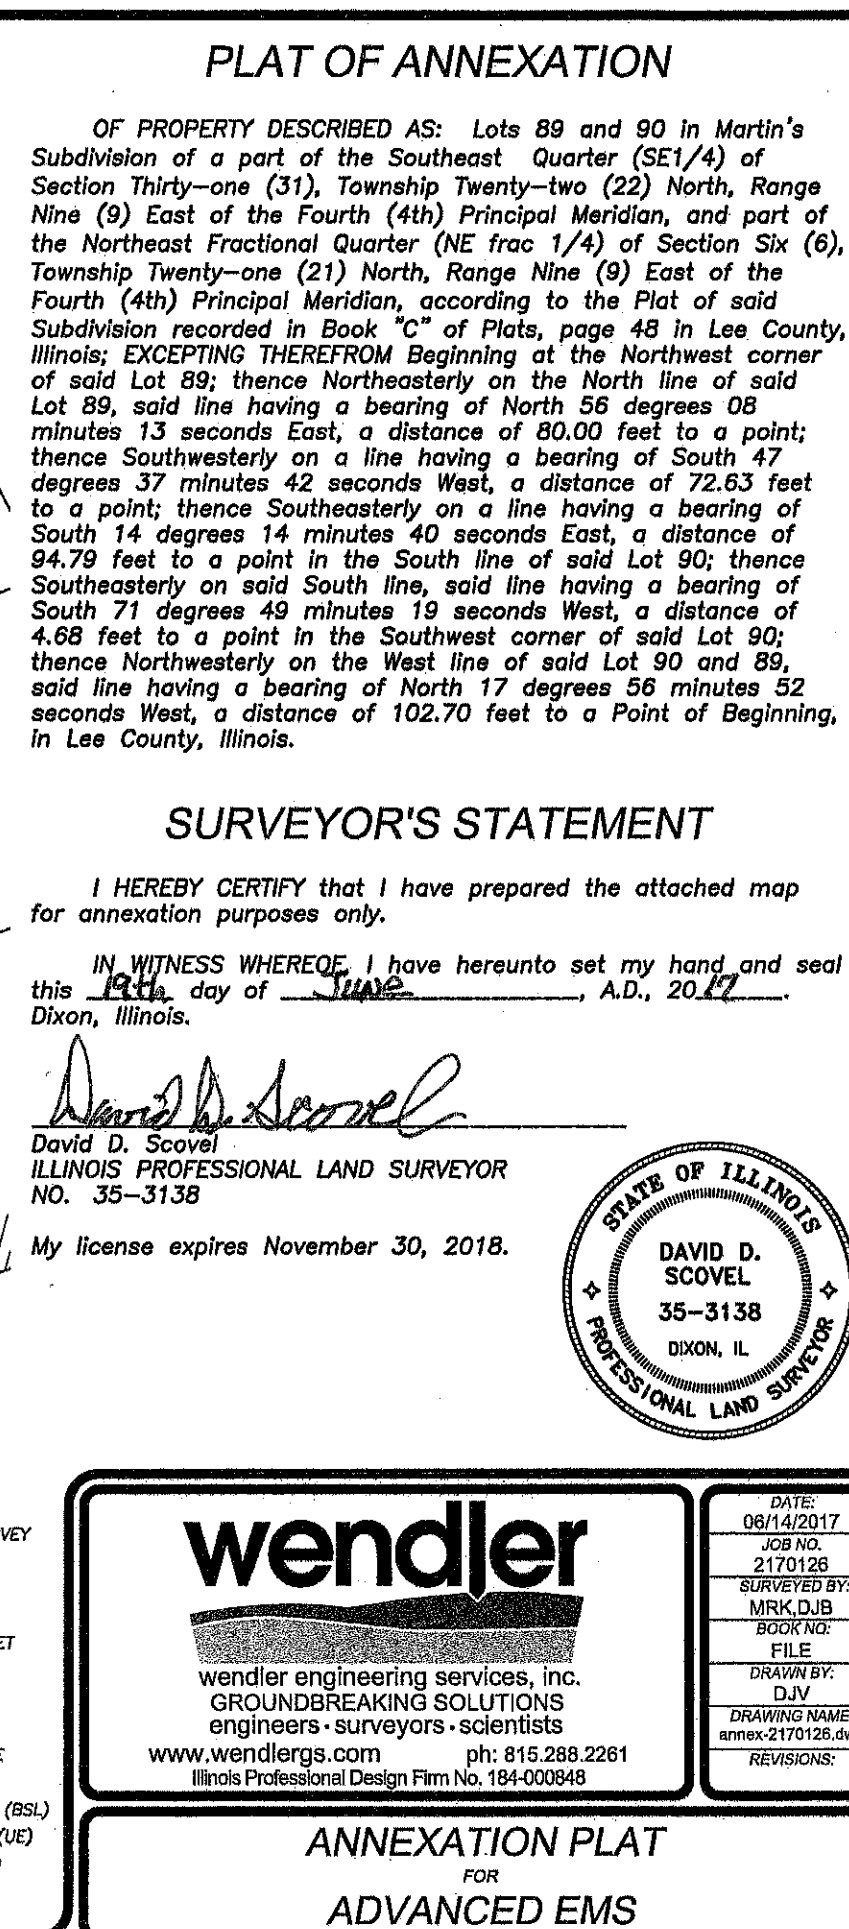 PLAT OF ANNEXATION
OF PROPERTY DESCRIBED AS: Lots 89 and 90 in Martin's
Subdivision of a part of the Southeast Quarter (SE1/4) of
Section Thirty-one (31), Township Twenty-two (22) North, Range
Nine (9) East of the Fourth (4th) Principal Meridian, and part of
the Northeast Fractional Quarter (NE frac 1/4) of Section Six (6),
Township Twenty-one (21) North, Range Nine (9) East of the
Fourth (4th) Principal Meridian, according to the Plat of said
Subdivision recorded in Book "C" of Plats, page 48 in Lee County,
Illinois; EXCEPTING THEREFROM Beginning at the Northwest corner
of said Lot 89; thence Northeasterly on the North line of said
Lot 89, said line having a bearing of North 56 degrees 08
minutes 13 seconds East, a distance of 80.00 feet to a point;
thence Southwesterly on a line having a bearing of South 47
degrees 37 minutes 42 seconds West, a distance of 72.63 feet
to a point; thence Southeasterly on a line having a bearing of
South 14 degrees 14 minutes 40 seconds East, a distance of
94.79 feet to a point in the South line of said Lot 90; thence
Southeasterly on said South line, said line having a bearing of
South 71 degrees 49 minutes 19 seconds West, a distance of
4.68 feet to a point in the Southwest corner of said Lot 90;
thence Northwesterly on the West line of said Lot 90 and 89,
said line having a bearing of North 17 degrees 56 minutes 52
seconds West, a distance of 102.70 feet to a Point of Beginning,
in Lee County, Illinois.
SURVEYOR'S STATEMENT
I HEREBY CERTIFY that I have prepared the attached map
for annexation purposes only.
IN WITNESS WHEREOF, I have hereunto set my hand and seal
this 19th day of June, A.D., 2017.
Dixon, Illinois.
David D. Scovel
David D. Scovel
ILLINOIS PROFESSIONAL LAND SURVEYOR
NO. 35-3138
My license expires November 30, 2018.
STATE OF ILLINOIS
DAVID D.
SCOVEL
35-3138
DIXON, IL
PROFESSIONAL LAND SURVEYOR
VEY
ET
E
(BSL)
(UE)
wendler
wendler engineering services, inc.
GROUNDBREAKING SOLUTIONS
engineers · surveyors · scientists
www.wendlergs.com ph: 815.288.2261
Illinois Professional Design Firm No. 184-000848
DATE:
06/14/2017
JOB NO.
2170126
SURVEYED BY:
MRK,DJB
BOOK NO:
FILE
DRAWN BY:
DJV
DRAWING NAME
annex-2170126.dw
REVISIONS:
ANNEXATION PLAT
FOR
ADVANCED EMS